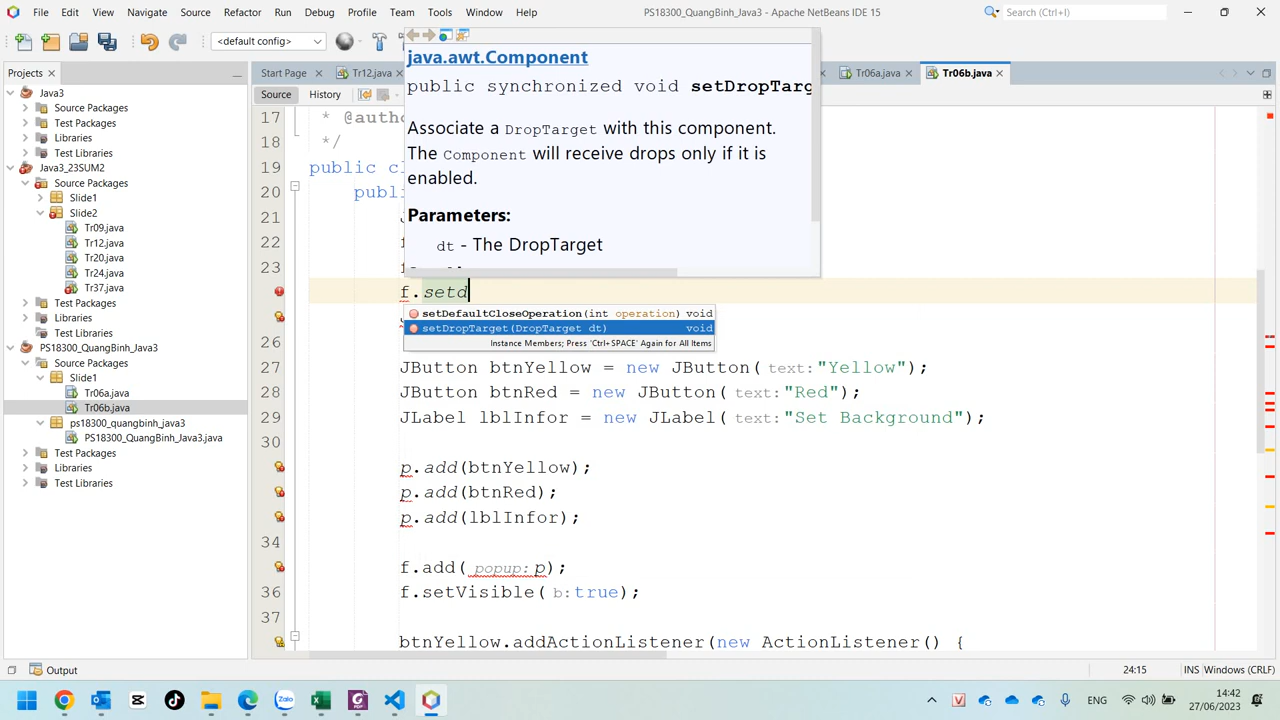 File Edit View Navigate Source Refactor Run Debug Profile Team Tools Window Help
PS18300_QuangBinh_Java3 - Apache NetBeans IDE 15
Search (Ctrl+I)
<default config>
Projects
Start Page
Tr12.java
Tr06a.java
Tr06b.java
Source History
Java3
Source Packages
Test Packages
Libraries
Test Libraries
Java3_23SUM2
Source Packages
Slide1
Slide2
Tr09.java
Tr12.java
Tr20.java
Tr24.java
Tr37.java
Test Packages
Libraries
Test Libraries
PS18300_QuangBinh_Java3
Source Packages
Slide1
Tr06a.java
Tr06b.java
ps18300_quangbinh_java3
PS18300_QuangBinh_Java3.java
Test Packages
Libraries
Test Libraries
java.awt.Component
public synchronized void setDropTarg
Associate a DropTarget with this component.
The Component will receive drops only if it is
enabled.
Parameters:
dt - The DropTarget
17 * @autho
18 */
19 public cl
20 publi
21
22
23
f.setd
setDefaultCloseOperation(int operation) void
setDropTarget(DropTarget dt) void
Instance Members; Press 'Ctrl+SPACE' Again for All Items
26
27 JButton btnYellow = new JButton( text: "Yellow");
28 JButton btnRed = new JButton( text: "Red");
29 JLabel lblInfor = new JLabel( text: "Set Background");
30
p.add(btnYellow);
p.add(btnRed);
p.add(lblInfor);
34
f.add( popup: p);
36 f.setVisible( b: true);
37
btnYellow.addActionListener(new ActionListener() {
Output
24:15 INS Windows (CRLF)
14:42
27/06/2023